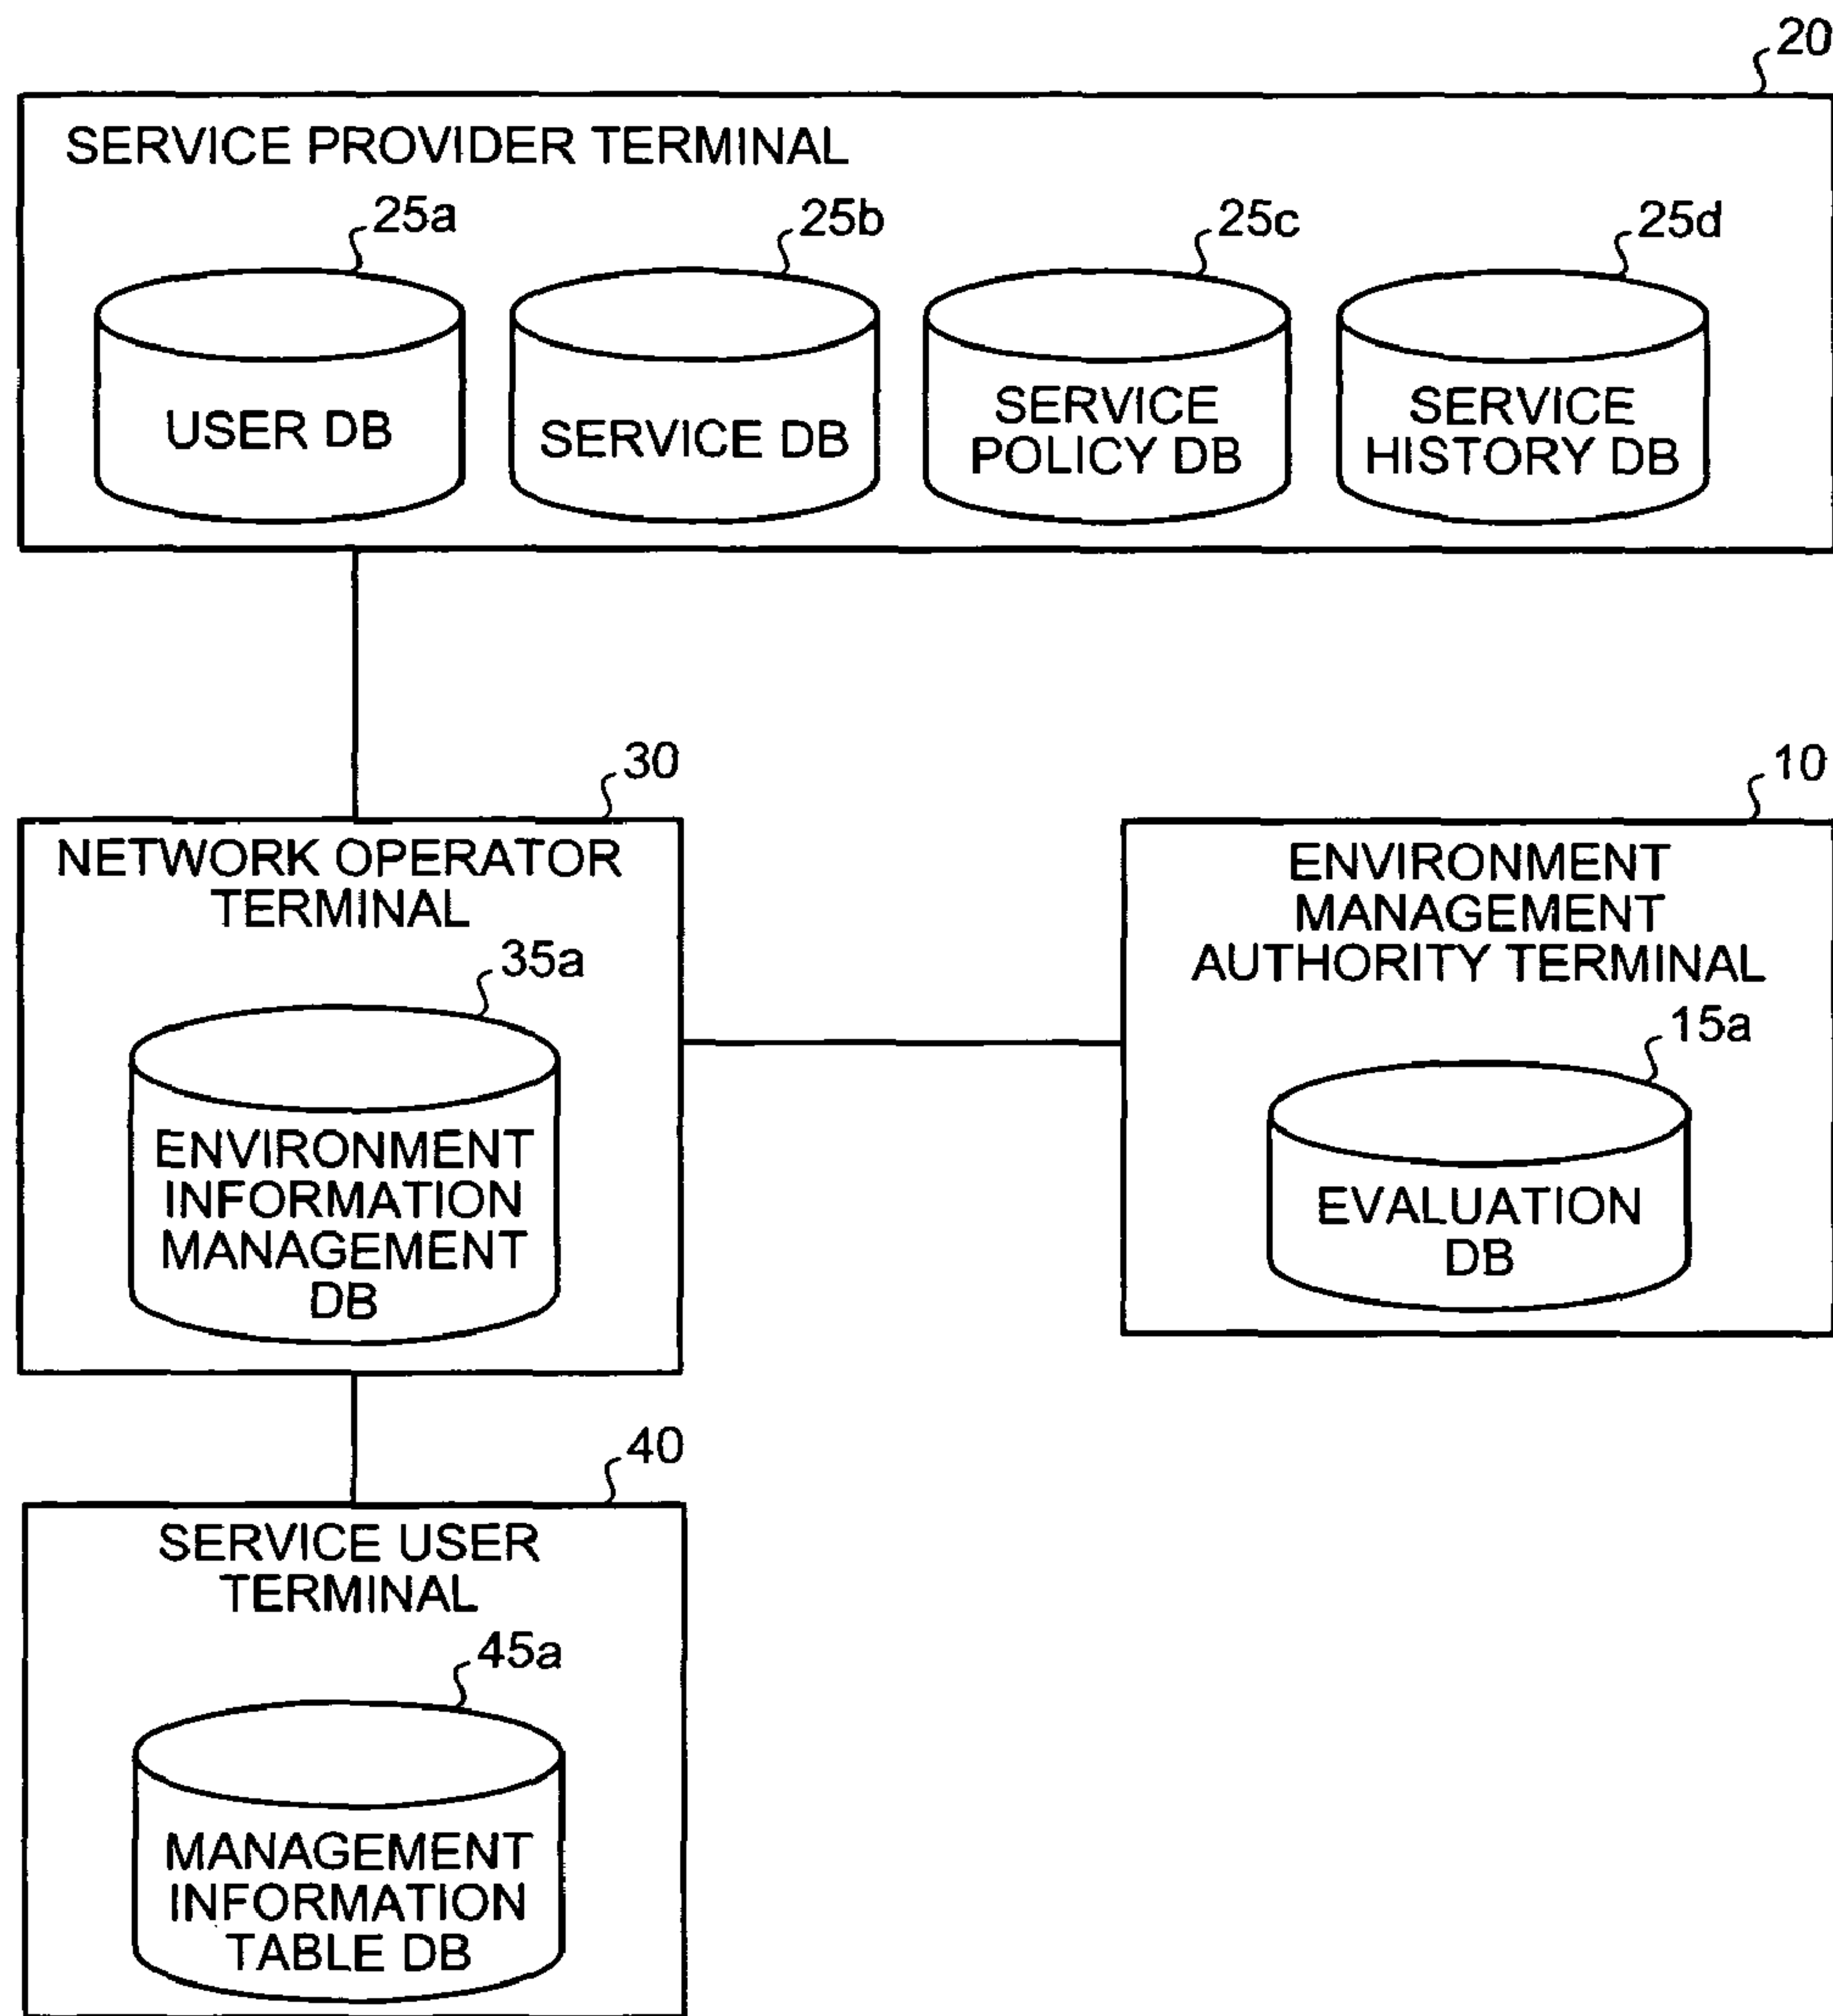 20
SERVICE PROVIDER TERMINAL
25a
25b
25c
25d
USER DB
SERVICE DB
SERVICE
POLICY DB
SERVICE
HISTORY DB
30
NETWORK OPERATOR
TERMINAL
35a
ENVIRONMENT
INFORMATION
MANAGEMENT
DB
10
ENVIRONMENT
MANAGEMENT
AUTHORITY TERMINAL
15a
EVALUATION
DB
40
SERVICE USER
TERMINAL
45a
MANAGEMENT
INFORMATION
TABLE DB